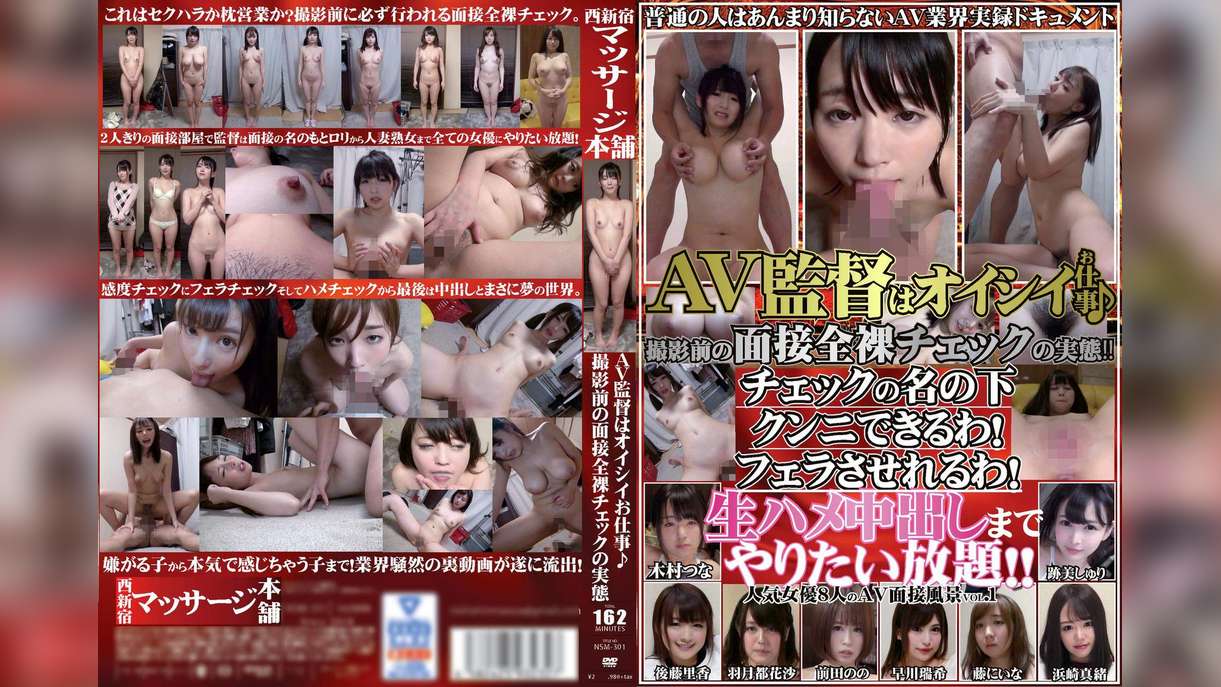 これはセクハラか枕営業か?撮影前に必ず行われる面接全裸チェック。
2人きりの面接部屋で監督は面接の名のもとロリから人妻熟女まで全ての女優にやりたい放題!
感度チェックにフェラチェックそしてハメチェックから最後は中出しとまさに夢の世界。
嫌がる子から本気で感じちゃう子まで!業界騒然の裏動画が遂に流出!
西新宿
マッサージ
本舗
西新宿
マッサージ
本舗
AV監督はオイシイお仕事♪
撮影前の面接全裸チェックの実態
TOTAL
162
MINUTES
NSM-301
DVD
¥2,980+tax
普通の人はあんまり知らないAV業界実録ドキュメント
AV監督はオイシイお仕事♪
撮影前の面接全裸チェックの実態!!
チェックの名の下
クンニできるわ!
フェラさせれるわ!
生ハメ中出しまで
やりたい放題!!
木村つな
跡美しゅり
人気女優8人のAV面接風景VOL.1
後藤里香
羽月都花沙
前田のの
早川瑞希
藤にいな
浜崎真緒